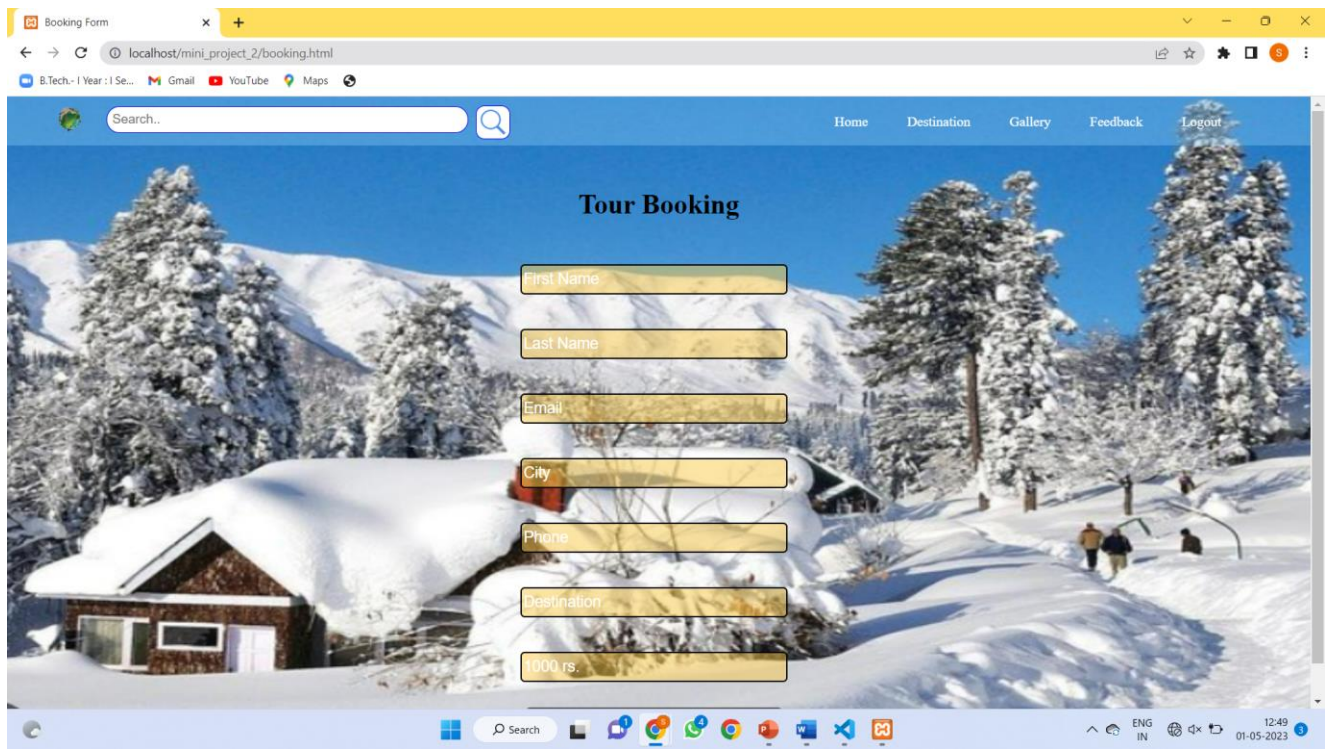 Booking Form
localhost/mini_project_2/booking.html
B.Tech.- I Year : I Se... Gmail YouTube Maps
S
Search.. Home Destination Gallery Feedback Logout
Tour Booking
First Name
Last Name
Email
City
Phone
Destination
1000 rs.
Search
ENG
IN
12:49
01-05-2023
3